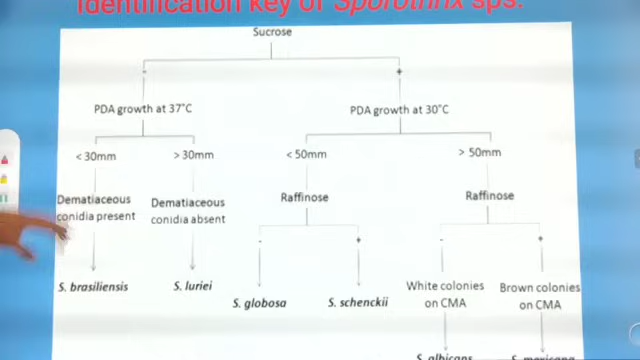 Identification key of Sporothrix sps.
Sucrose
- +
PDA growth at 37°C PDA growth at 30°C
< 30mm > 30mm < 50mm > 50mm
Dematiaceous conidia present
Dematiaceous conidia absent
Raffinose Raffinose
- + - +
S. brasiliensis S. luriei S. globosa S. schenckii
White colonies on CMA
Brown colonies on CMA
S. albicans S. mexicana